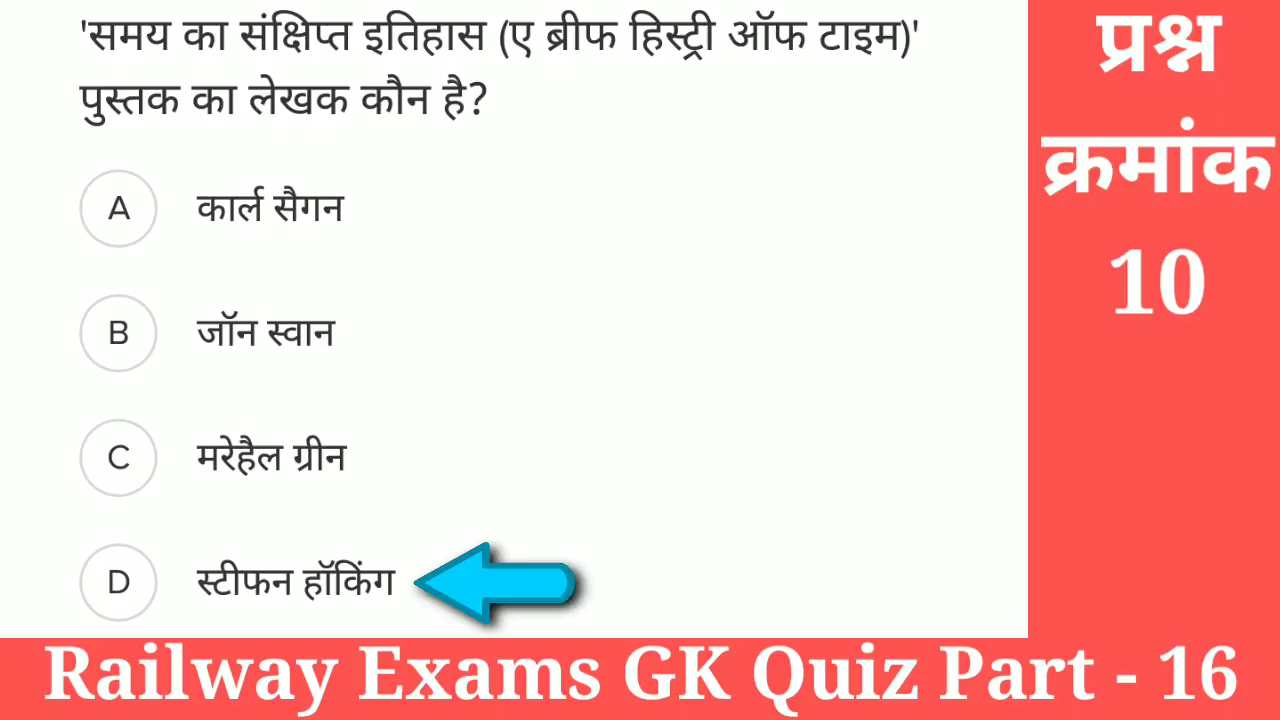 'समय का संक्षिप्त इतिहास (ए ब्रीफ हिस्ट्री ऑफ टाइम)'
पुस्तक का लेखक कौन है?
A कार्ल सैगन
B जॉन स्वान
C मरेहैल ग्रीन
D स्टीफन हॉकिंग
प्रश्न
क्रमांक
10
Railway Exams GK Quiz Part - 16